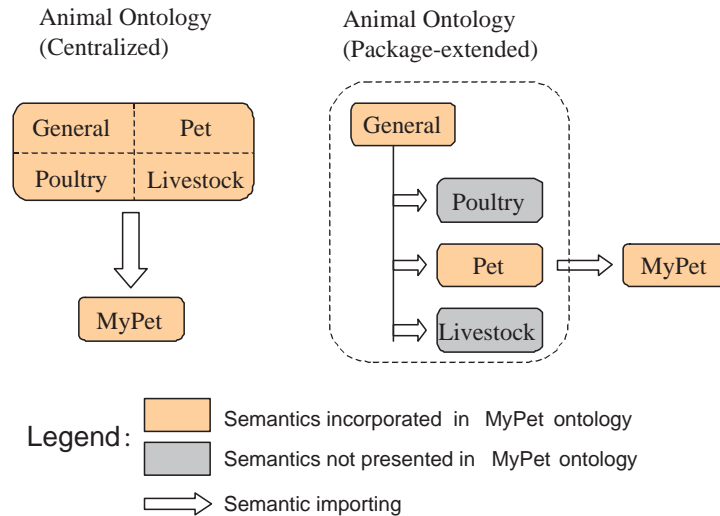 Animal Ontology
(Centralized)
General
Pet
Poultry
Livestock
MyPet
Animal Ontology
(Package-extended)
General
Poultry
Pet
MyPet
Livestock
Legend:
Semantics incorporated in MyPet ontology
Semantics not presented in MyPet ontology
Semantic importing